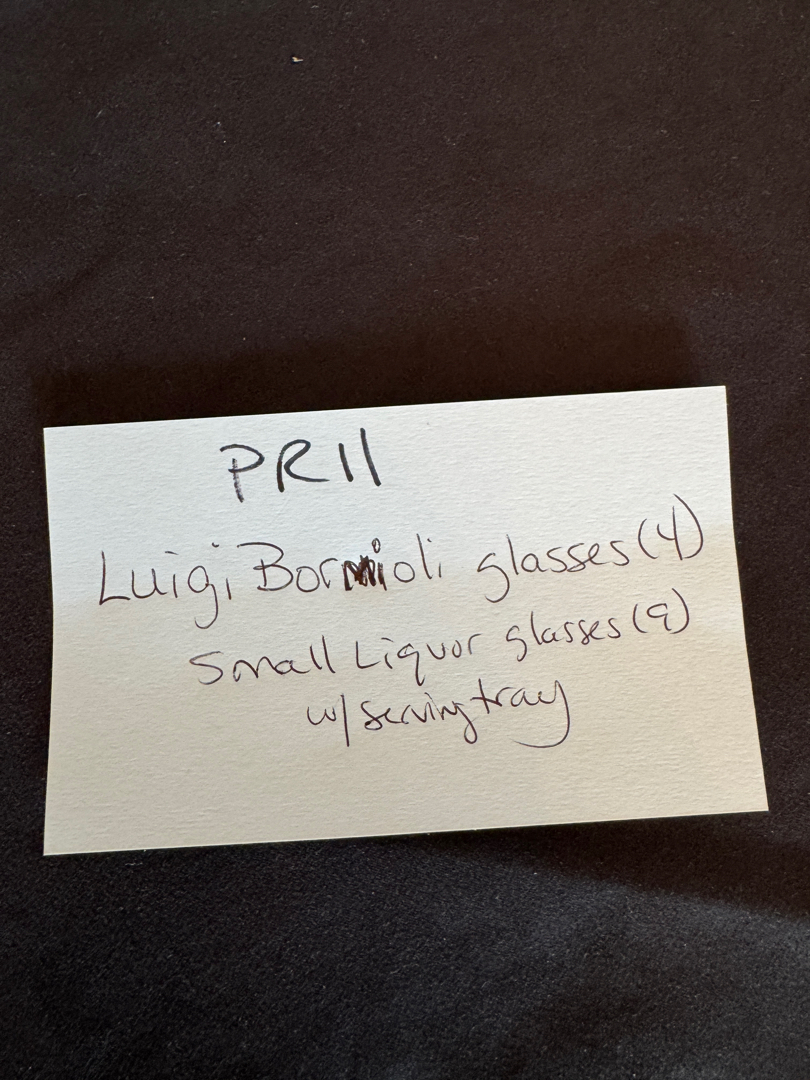 PR11
Luigi Bormioli glasses (4)
Small Liquor glasses (9)
w/ serving tray